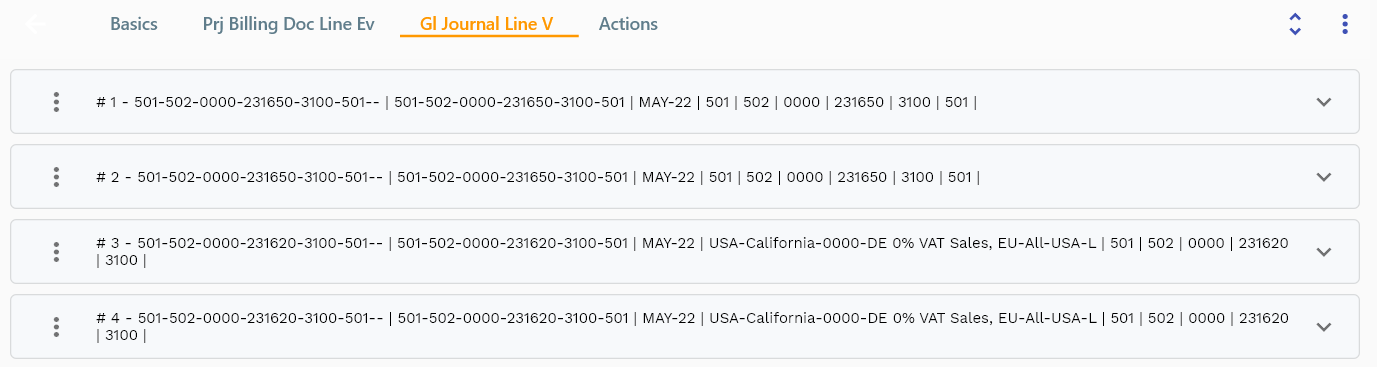 Basics Prj Billing Doc Line Ev Gl Journal Line V Actions
# 1 - 501-502-0000-231650-3100-501-- | 501-502-0000-231650-3100-501 | MAY-22 | 501 | 502 | 0000 | 231650 | 3100 | 501 |
# 2 - 501-502-0000-231650-3100-501-- | 501-502-0000-231650-3100-501 | MAY-22 | 501 | 502 | 0000 | 231650 | 3100 | 501 |
# 3 - 501-502-0000-231620-3100-501-- | 501-502-0000-231620-3100-501 | MAY-22 | USA-California-0000-DE 0% VAT Sales, EU-All-USA-L | 501 | 502 | 0000 | 231620
| 3100 |
# 4 - 501-502-0000-231620-3100-501-- | 501-502-0000-231620-3100-501 | MAY-22 | USA-California-0000-DE 0% VAT Sales, EU-All-USA-L | 501 | 502 | 0000 | 231620
| 3100 |